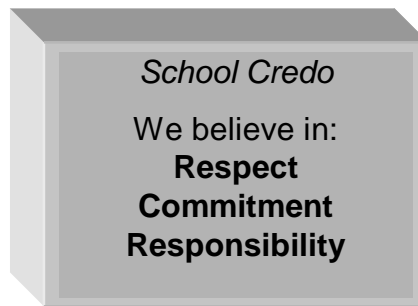 School Credo
We believe in:
Respect
Commitment
Responsibility